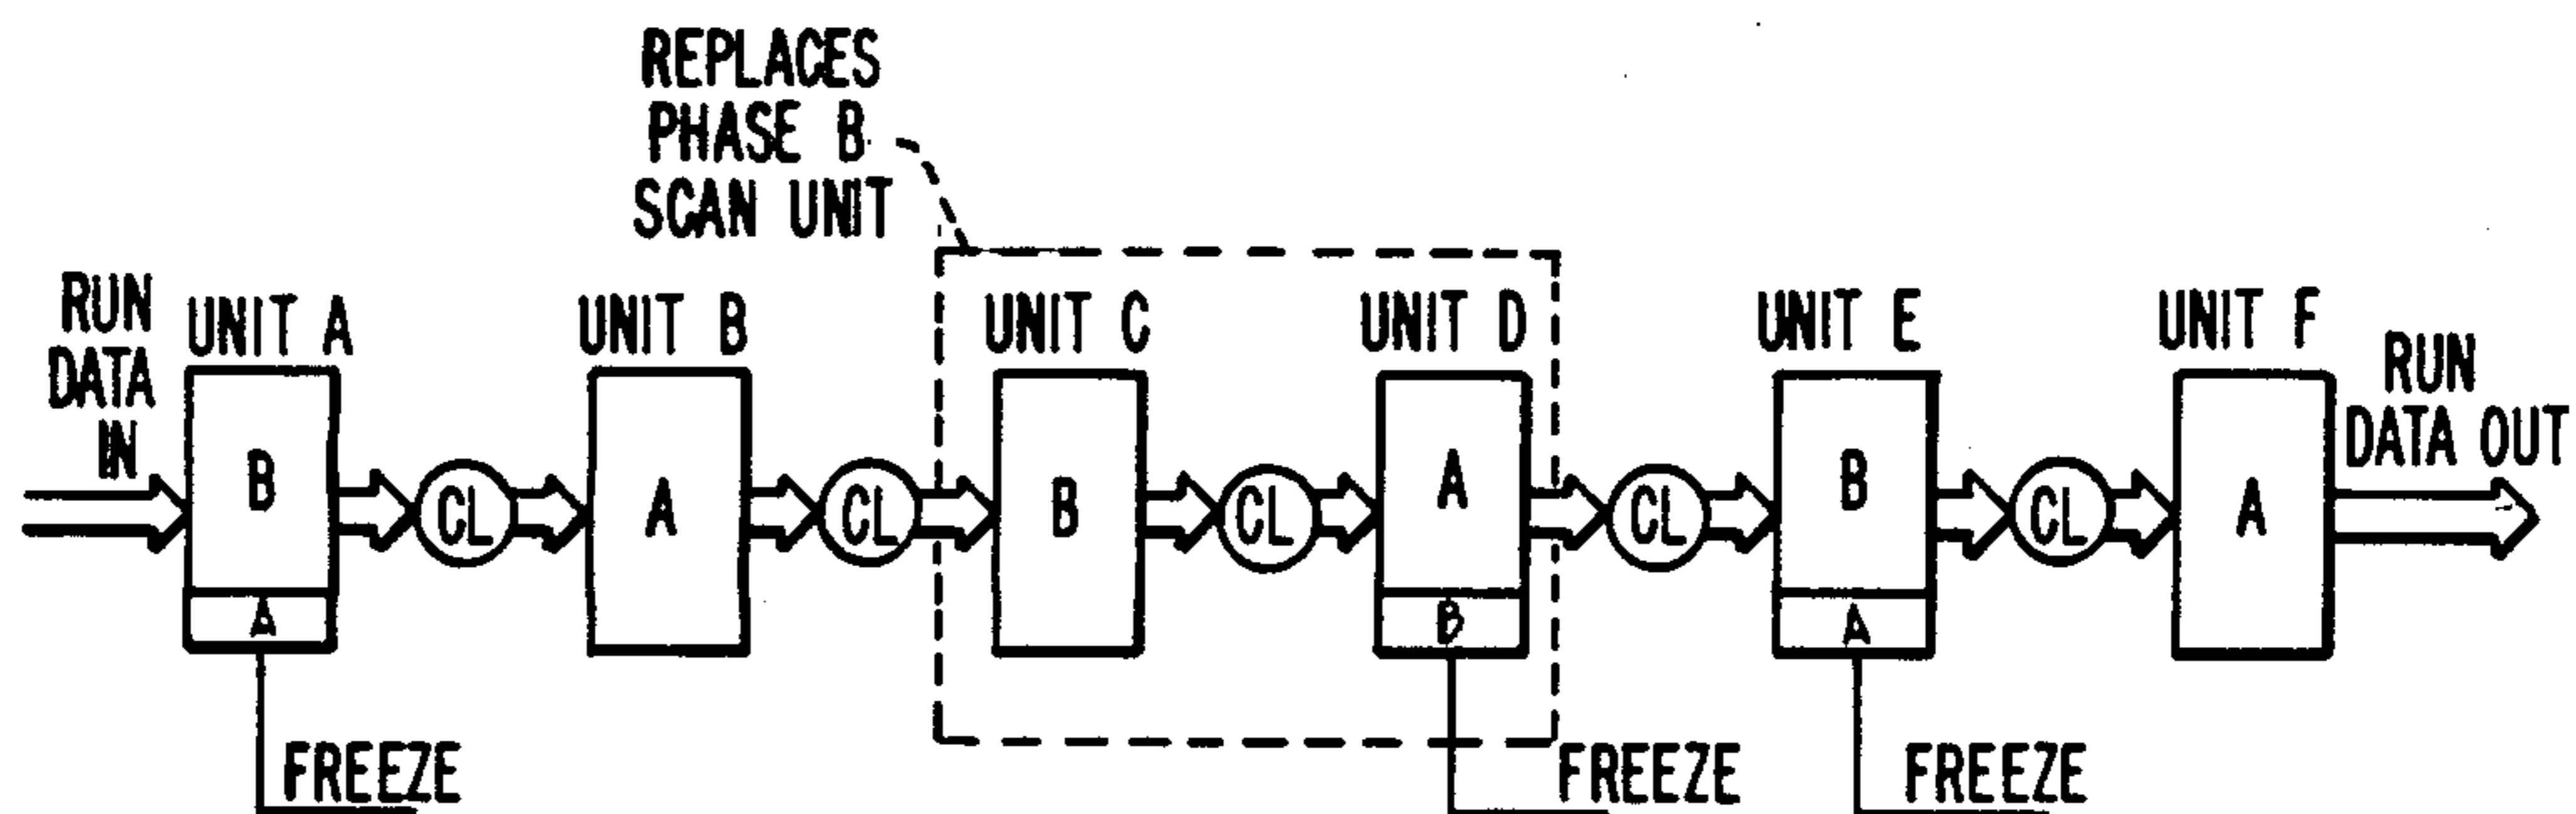 REPLACES
PHASE B
SCAN UNIT
RUN
DATA
IN
UNIT A
UNIT B
UNIT C
UNIT D
UNIT E
UNIT F
RUN
DATA OUT
B
A
CL
A
CL
B
CL
A
B
CL
B
A
CL
A
FREEZE
FREEZE
FREEZE